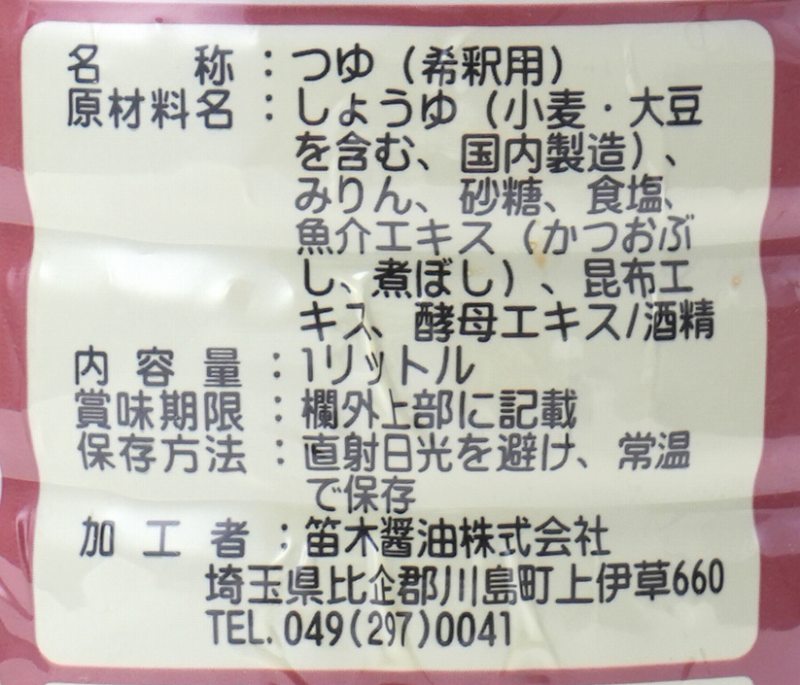 名称：つゆ（希釈用）
原材料名：しょうゆ（小麦・大豆
を含む、国内製造）、
みりん、砂糖、食塩、
魚介エキス（かつおぶ
し、煮ぼし）、昆布エ
キス、酵母エキス/酒精
内容量：1リットル
賞味期限：欄外上部に記載
保存方法：直射日光を避け、常温
で保存
加工者：笛木醤油株式会社
埼玉県比企郡川島町上伊草660
TEL.049(297)0041